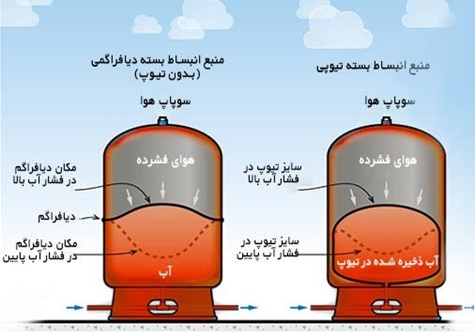 منبع انبساط بسته تیوپی
سوپاپ هوا
هوای فشرده
سایز تیوپ در
فشار آب بالا
سایز تیوپ در
فشار آب پایین
آب ذخیره شده در تیوپ
منبع انبساط بسته دیافراگمی
(بدون تیوپ)
سوپاپ هوا
هوای فشرده
مکان دیافراگم
در فشار آب بالا
دیافراگم
مکان دیافراگم
در فشار آب پایین
آب